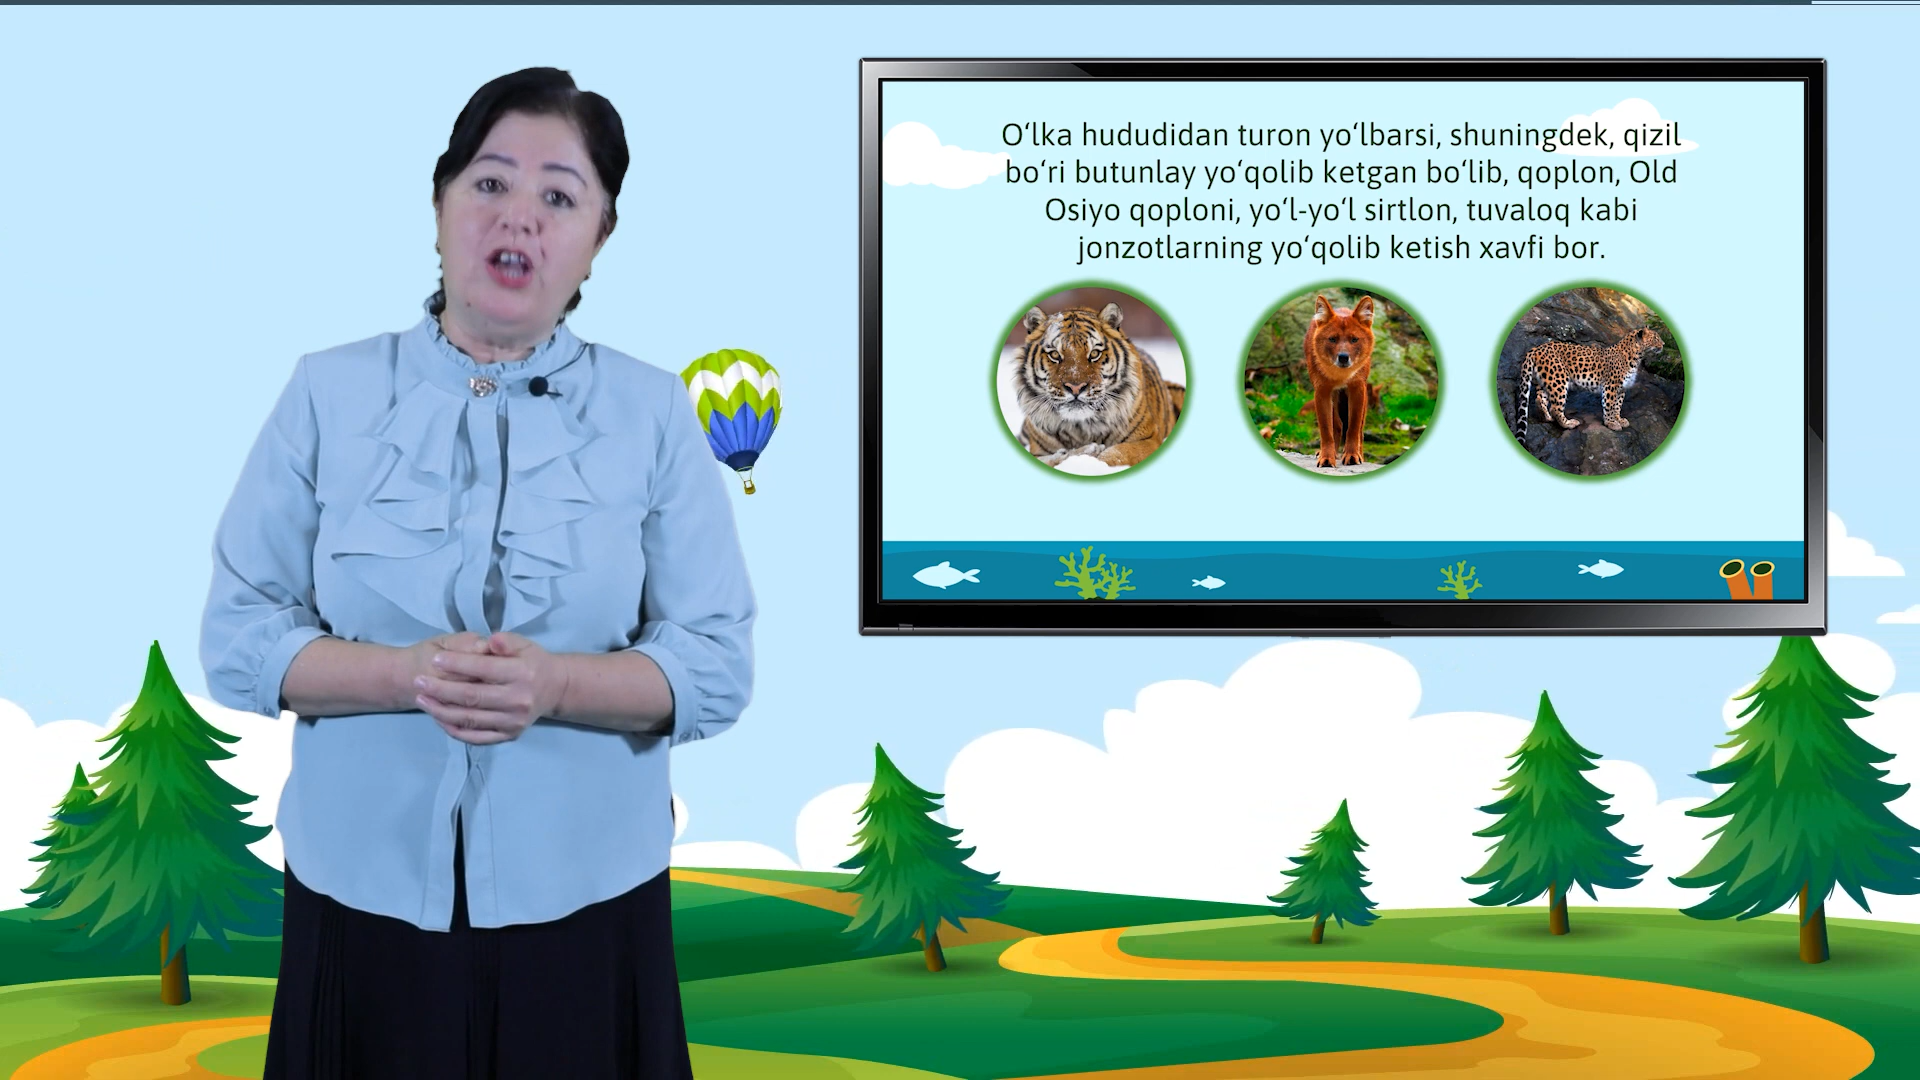 O‘lka hududidan turon yo‘lbarsi, shuningdek, qizil
bo‘ri butunlay yo‘qolib ketgan bo‘lib, qoplon, Old
Osiyo qoploni, yo‘l-yo‘l sirtlon, tuvaloq kabi
jonzotlarning yo‘qolib ketish xavfi bor.